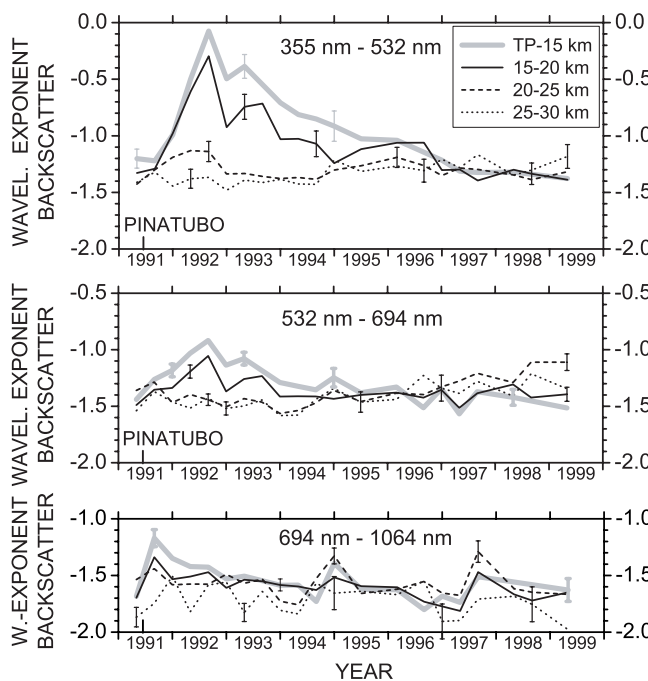 0.0 0.0
355 nm - 532 nm
TP-15 km
15-20 km
20-25 km
25-30 km
-0.5 -0.5
-1.0 -1.0
-1.5 -1.5
-2.0 -2.0
WAVEL. EXPONENT
BACKSCATTER
PINATUBO
1991 1992 1993 1994 1995 1996 1997 1998 1999
-0.5 -0.5
532 nm - 694 nm
-1.0 -1.0
-1.5 -1.5
-2.0 -2.0
WAVEL. EXPONENT
BACKSCATTER
PINATUBO
1991 1992 1993 1994 1995 1996 1997 1998 1999
-1.0 -1.0
694 nm - 1064 nm
-1.5 -1.5
-2.0 -2.0
W.-EXPONENT
BACKSCATTER
1991 1992 1993 1994 1995 1996 1997 1998 1999
YEAR